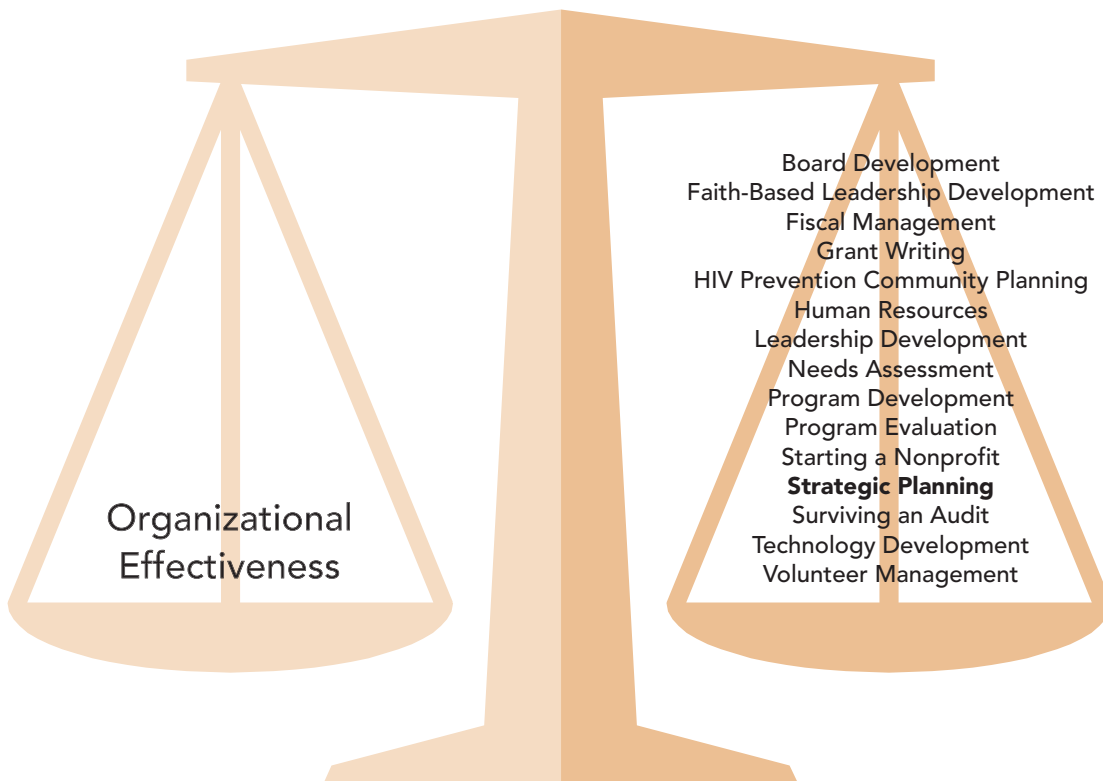 Organizational
Effectiveness
Board Development
Faith-Based Leadership Development
Fiscal Management
Grant Writing
HIV Prevention Community Planning
Human Resources
Leadership Development
Needs Assessment
Program Development
Program Evaluation
Starting a Nonprofit
Strategic Planning
Surviving an Audit
Technology Development
Volunteer Management